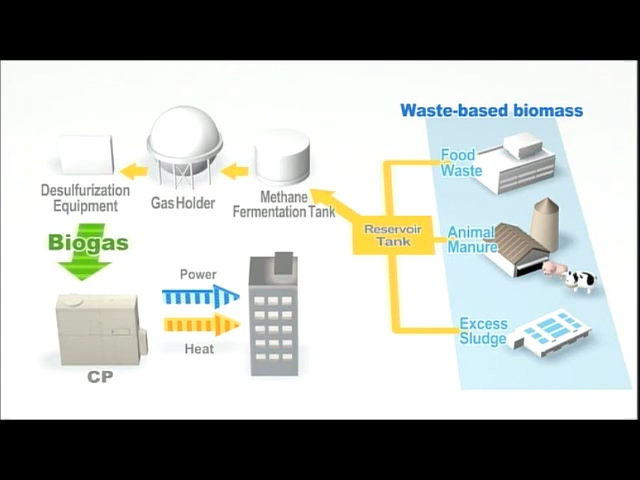 Waste-based biomass
Food
Waste
Animal
Manure
Excess
Sludge
Reservoir
Tank
Methane
Fermentation Tank
Gas Holder
Desulfurization
Equipment
Biogas
CP
Power
Heat